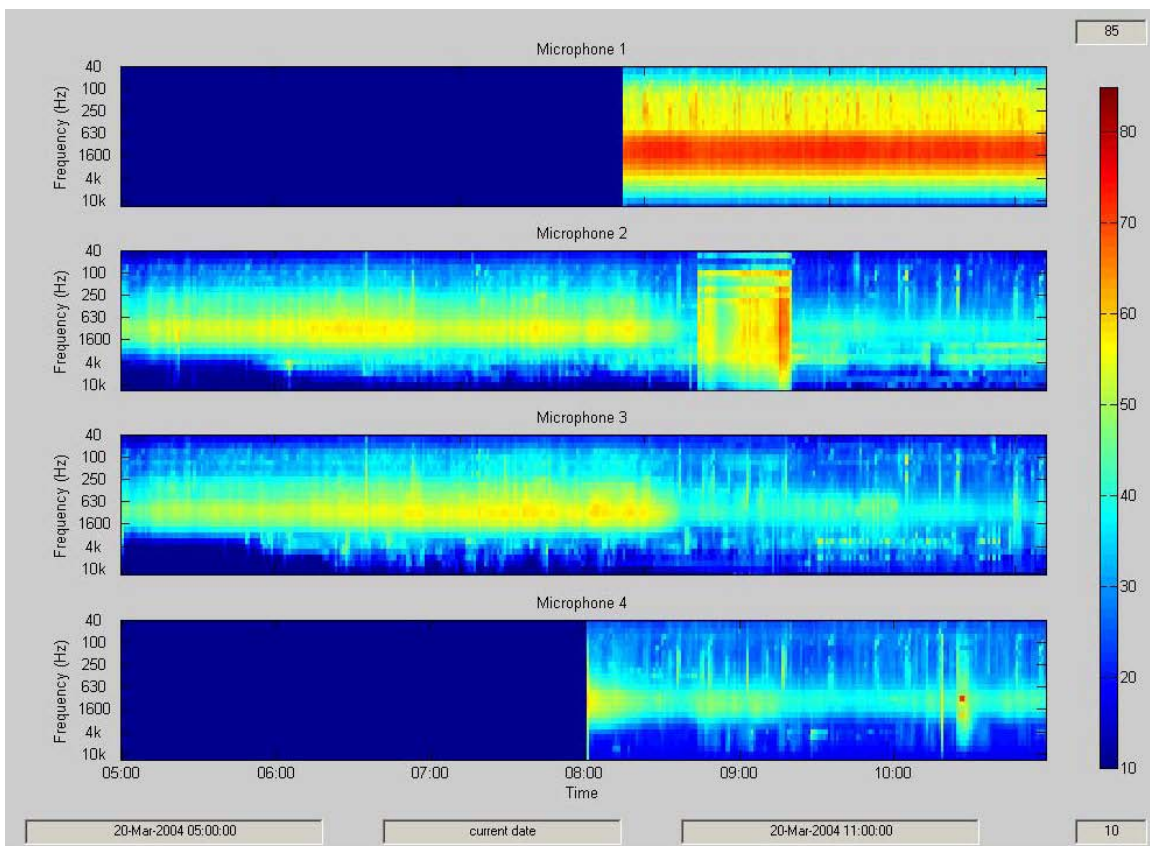 85
Microphone 1
Frequency (Hz)
40
100
250
630
1600
4k
10k
Microphone 2
Frequency (Hz)
40
100
250
630
1600
4k
10k
Microphone 3
Frequency (Hz)
40
100
250
630
1600
4k
10k
Microphone 4
Frequency (Hz)
40
100
250
630
1600
4k
10k
05:00 06:00 07:00 08:00 09:00 10:00
Time
80
70
60
50
40
30
20
10
20-Mar-2004 05:00:00
current date
20-Mar-2004 11:00:00
10